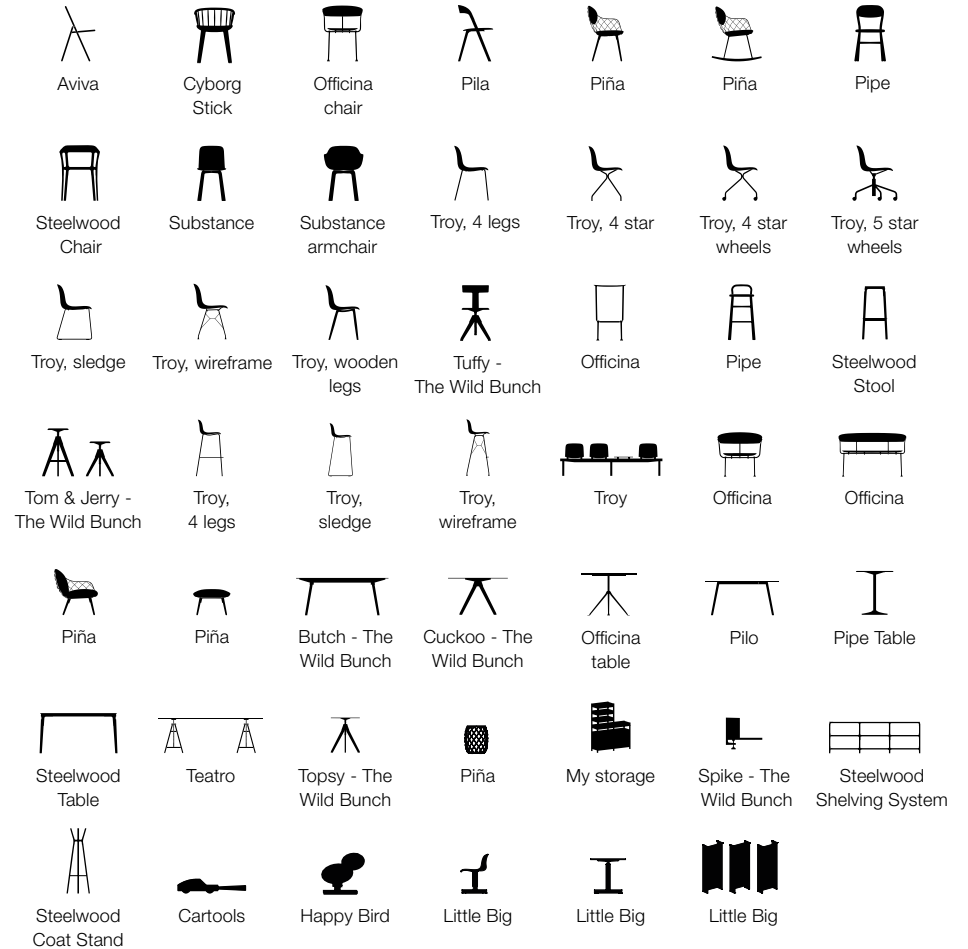 Aviva
Cyborg
Stick
Officina
chair
Pila
Piña
Piña
Pipe
Steelwood
Chair
Substance
Substance
armchair
Troy, 4 legs
Troy, 4 star
Troy, 4 star
wheels
Troy, 5 star
wheels
Troy, sledge
Troy, wireframe
Troy, wooden
legs
Tuffy -
The Wild Bunch
Officina
Pipe
Steelwood
Stool
Tom & Jerry -
The Wild Bunch
Troy,
4 legs
Troy,
sledge
Troy,
wireframe
Troy
Officina
Officina
Piña
Piña
Butch - The
Wild Bunch
Cuckoo - The
Wild Bunch
Officina
table
Pilo
Pipe Table
Steelwood
Table
Teatro
Topsy - The
Wild Bunch
Piña
My storage
Spike - The
Wild Bunch
Steelwood
Shelving System
Steelwood
Coat Stand
Cartools
Happy Bird
Little Big
Little Big
Little Big